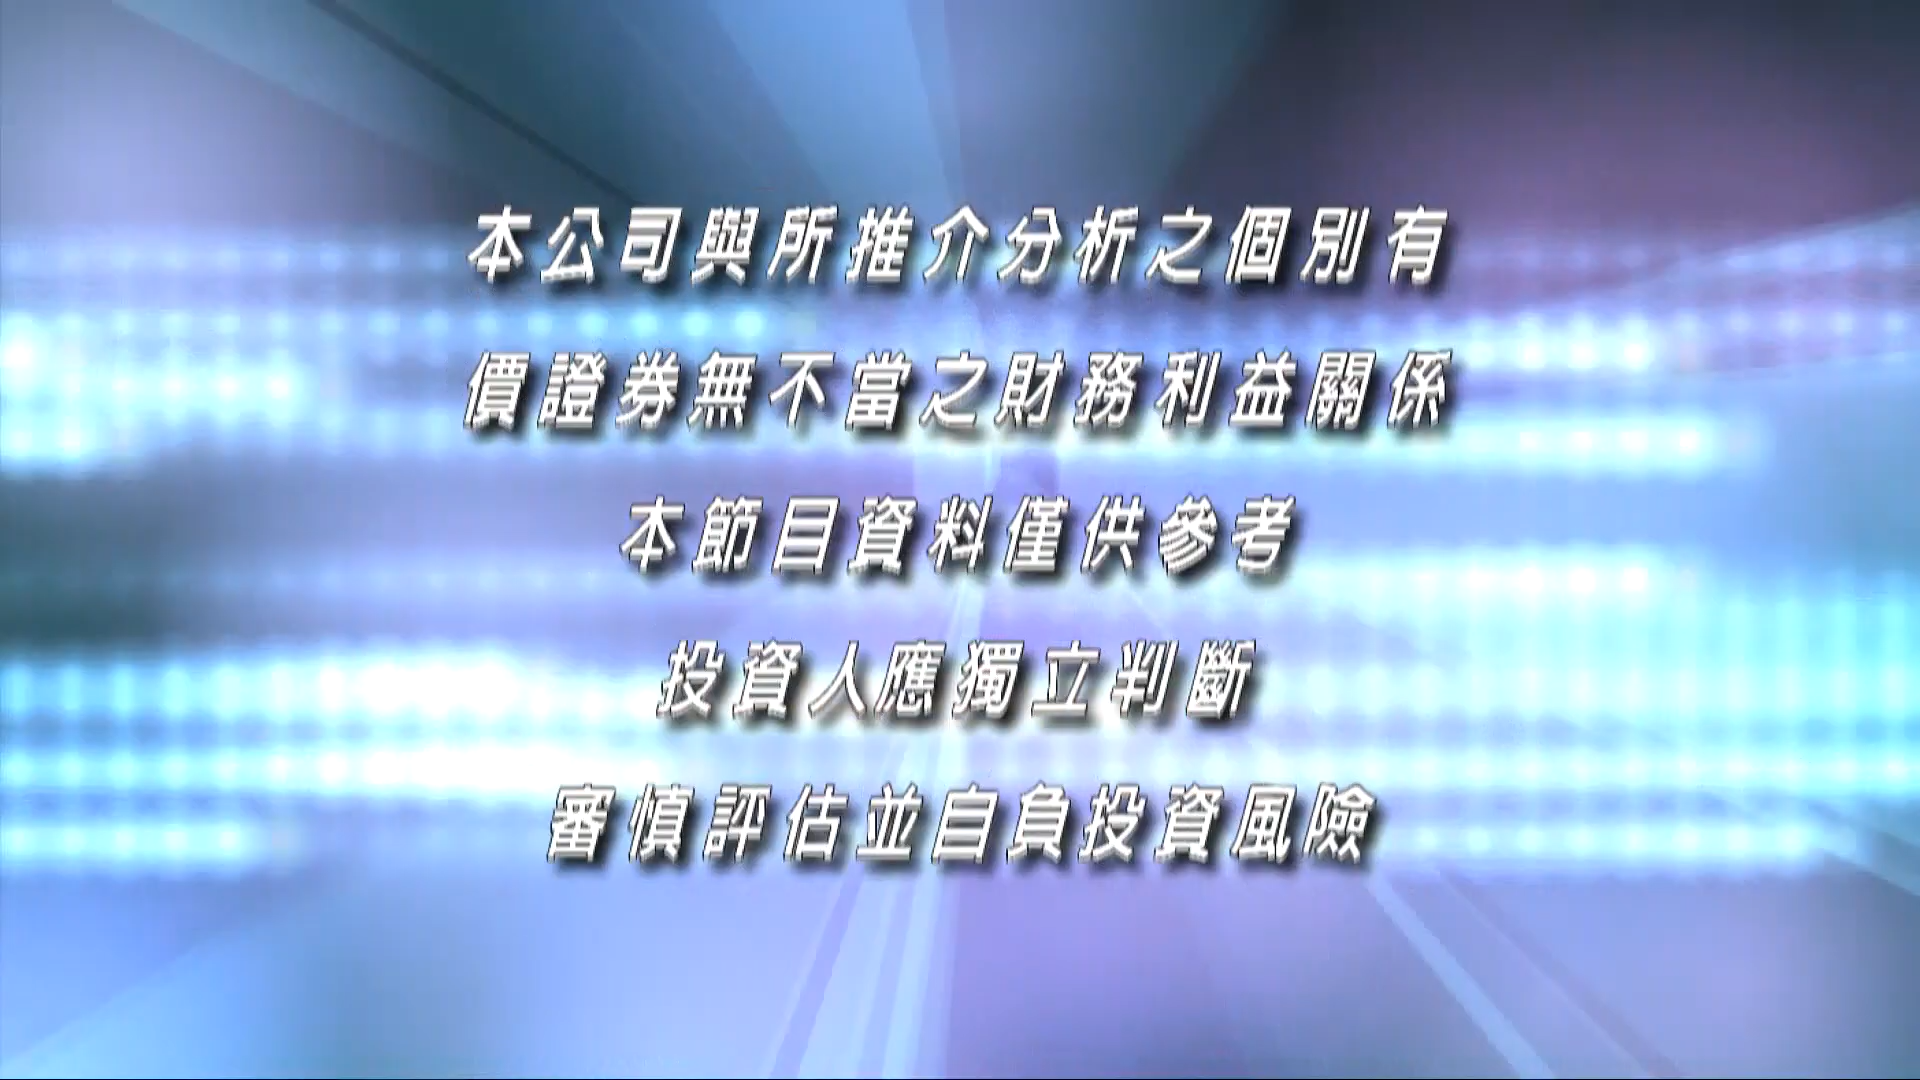 本公司與所推介分析之個別有
價證券無不當之財務利益關係
本節目資料僅供參考
投資人應獨立判斷
審慎評估並自負投資風險